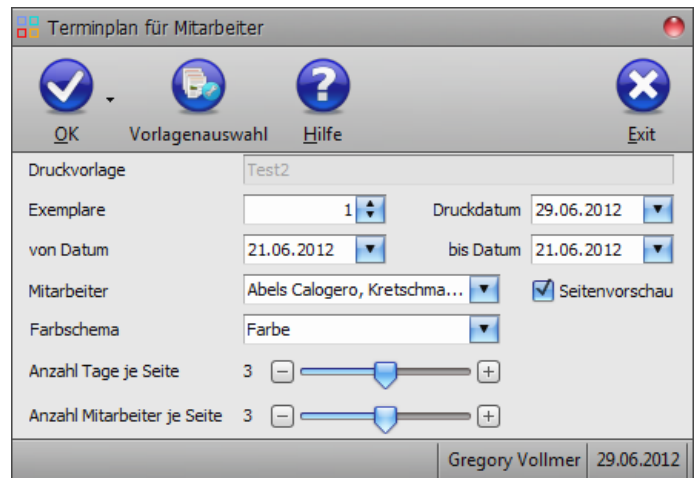 Terminplan für Mitarbeiter
OK Vorlagenauswahl Hilfe Exit
Druckvorlage Test2
Exemplare 1 Druckdatum 29.06.2012
von Datum 21.06.2012 bis Datum 21.06.2012
Mitarbeiter Abels Calogero, Kretschma... Seitenvorschau
Farbschema Farbe
Anzahl Tage je Seite 3
Anzahl Mitarbeiter je Seite 3
Gregory Vollmer 29.06.2012